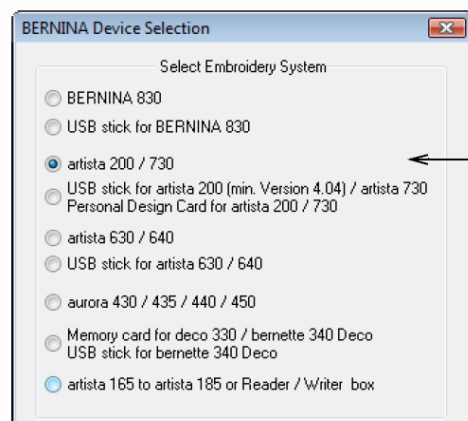 BERNINA Device Selection
Select Embroidery System
BERNINA 830
USB stick for BERNINA 830
artista 200 / 730
USB stick for artista 200 (min. Version 4.04) / artista 730
Personal Design Card for artista 200 / 730
artista 630 / 640
USB stick for artista 630 / 640
aurora 430 / 435 / 440 / 450
Memory card for deco 330 / bernette 340 Deco
USB stick for bernette 340 Deco
artista 165 to artista 185 or Reader / Writer box